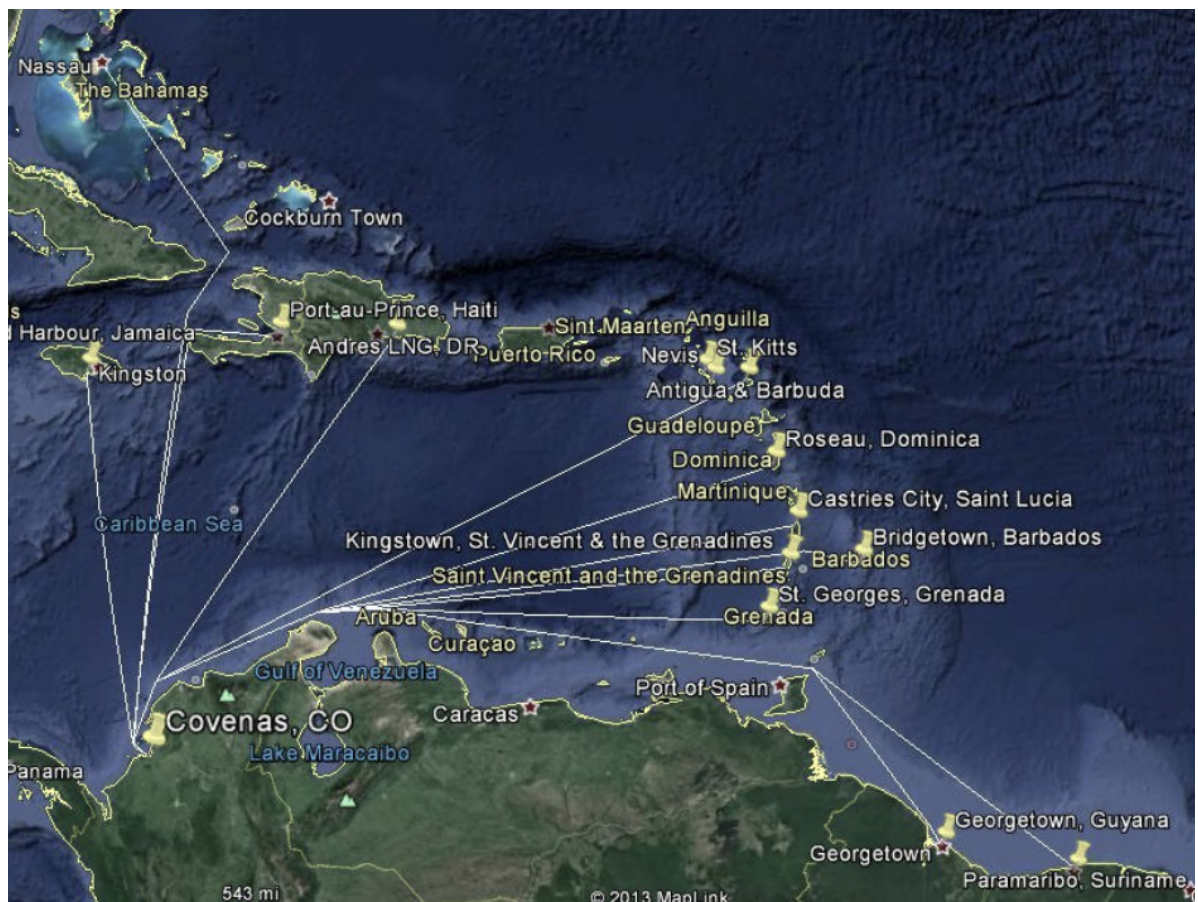 Nassau
The Bahamas
Cockburn Town
s
Port-au-Prince, Haiti
d Harbour, Jamaica
Sint Maarten
Anguilla
Andres LNG, DR
Puerto Rico
Nevis
St. Kitts
Kingston
Antigua & Barbuda
Guadeloupe
Roseau, Dominica
Dominica
Martinique
Castries City, Saint Lucia
Caribbean Sea
Kingstown, St. Vincent & the Grenadines
Bridgetown, Barbados
Barbados
Saint Vincent and the Grenadines
St. Georges, Grenada
Aruba
Grenada
Curaçao
Gulf of Venezuela
Port of Spain
Caracas
Covenas, CO
Lake Maracaibo
Panama
Georgetown, Guyana
Georgetown
Paramaribo, Suriname
543 mi
© 2013 MapLink